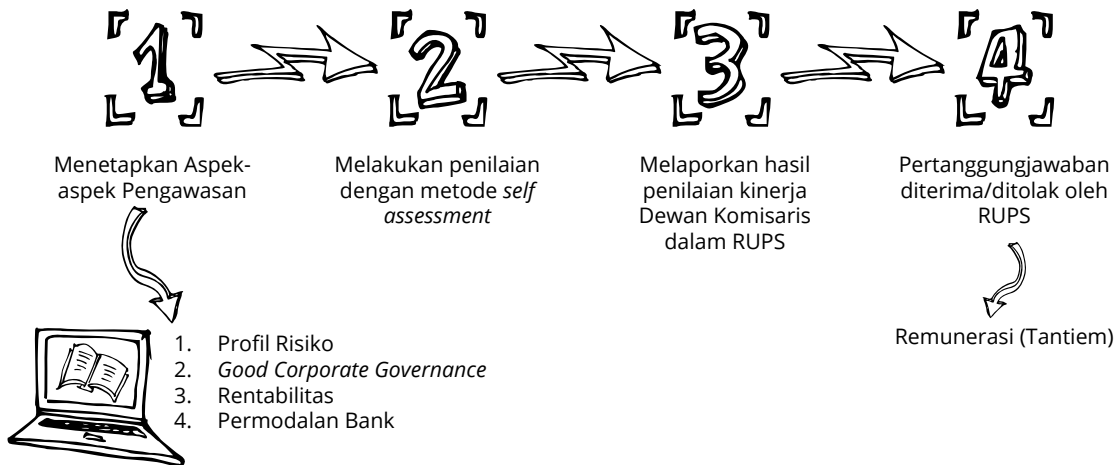 1
Menetapkan Aspek-
aspek Pengawasan
2
Melakukan penilaian
dengan metode self
assessment
3
Melaporkan hasil
penilaian kinerja
Dewan Komisaris
dalam RUPS
4
Pertanggungjawaban
diterima/ditolak oleh
RUPS
1. Profil Risiko
2. Good Corporate Governance
3. Rentabilitas
4. Permodalan Bank
Remunerasi (Tantiem)